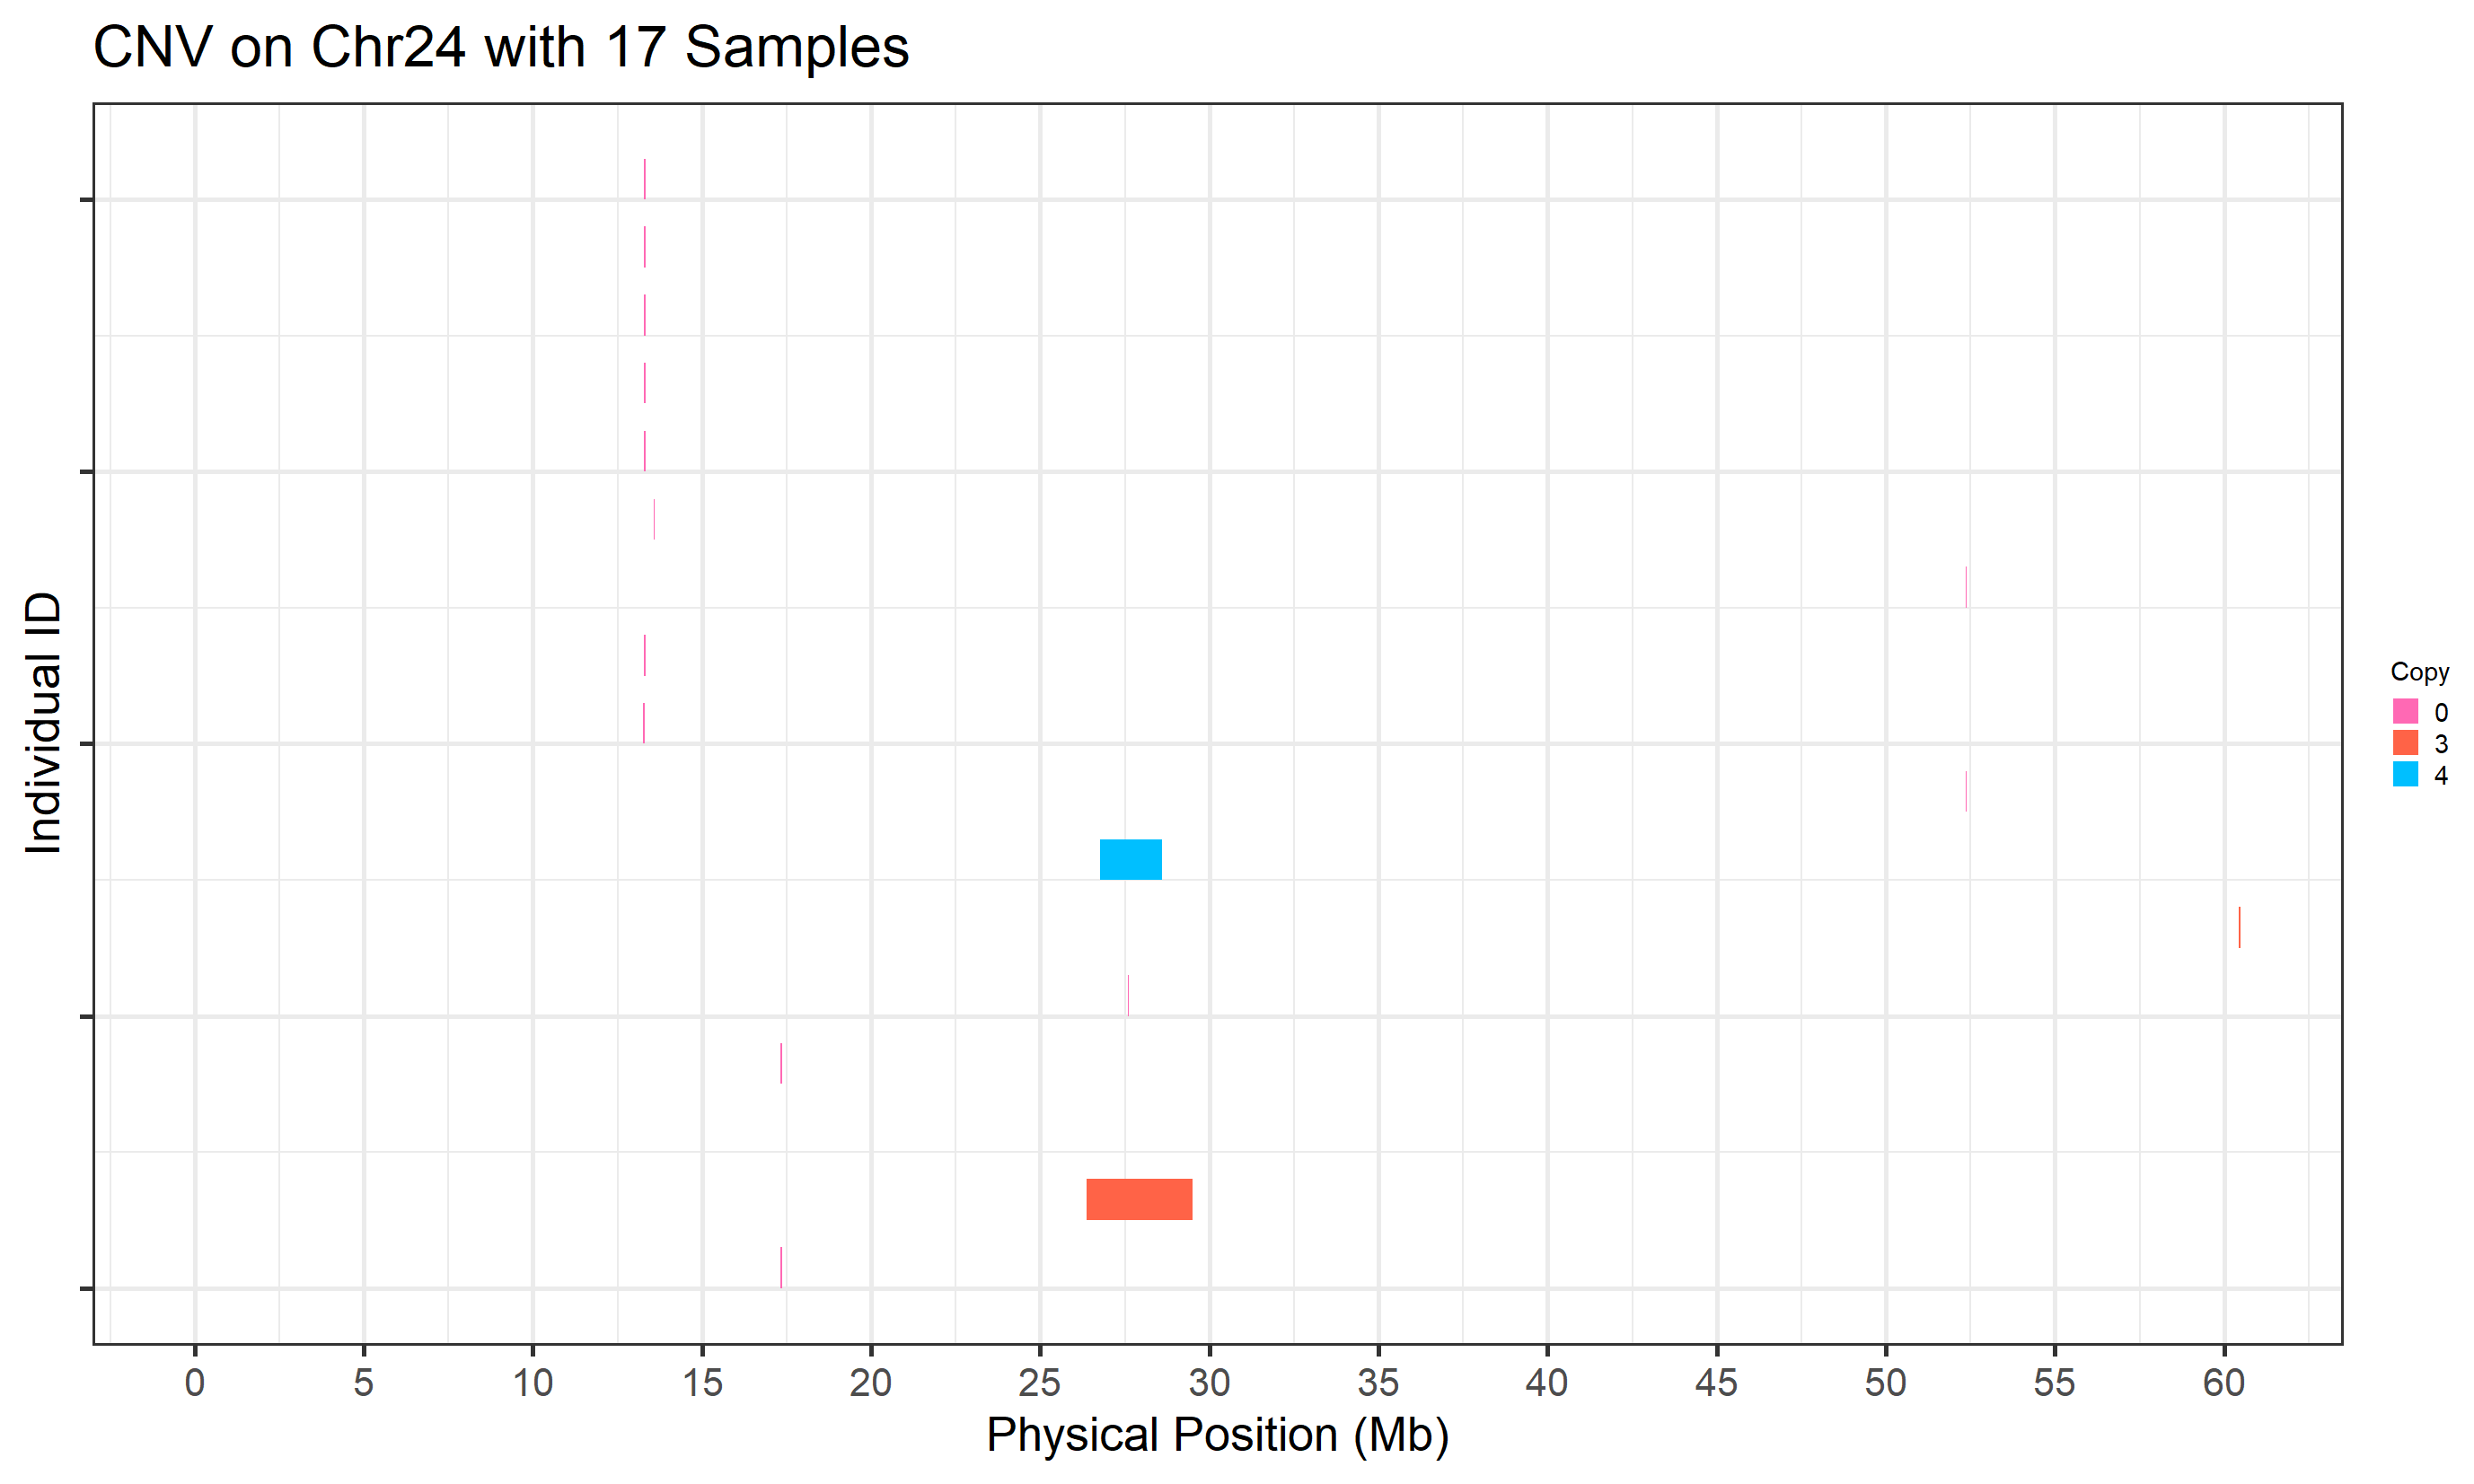 CNV on Chr24 with 17 Samples
Individual ID
Copy
0
3
4
0 5 10 15 20 25 30 35 40 45 50 55 60
Physical Position (Mb)